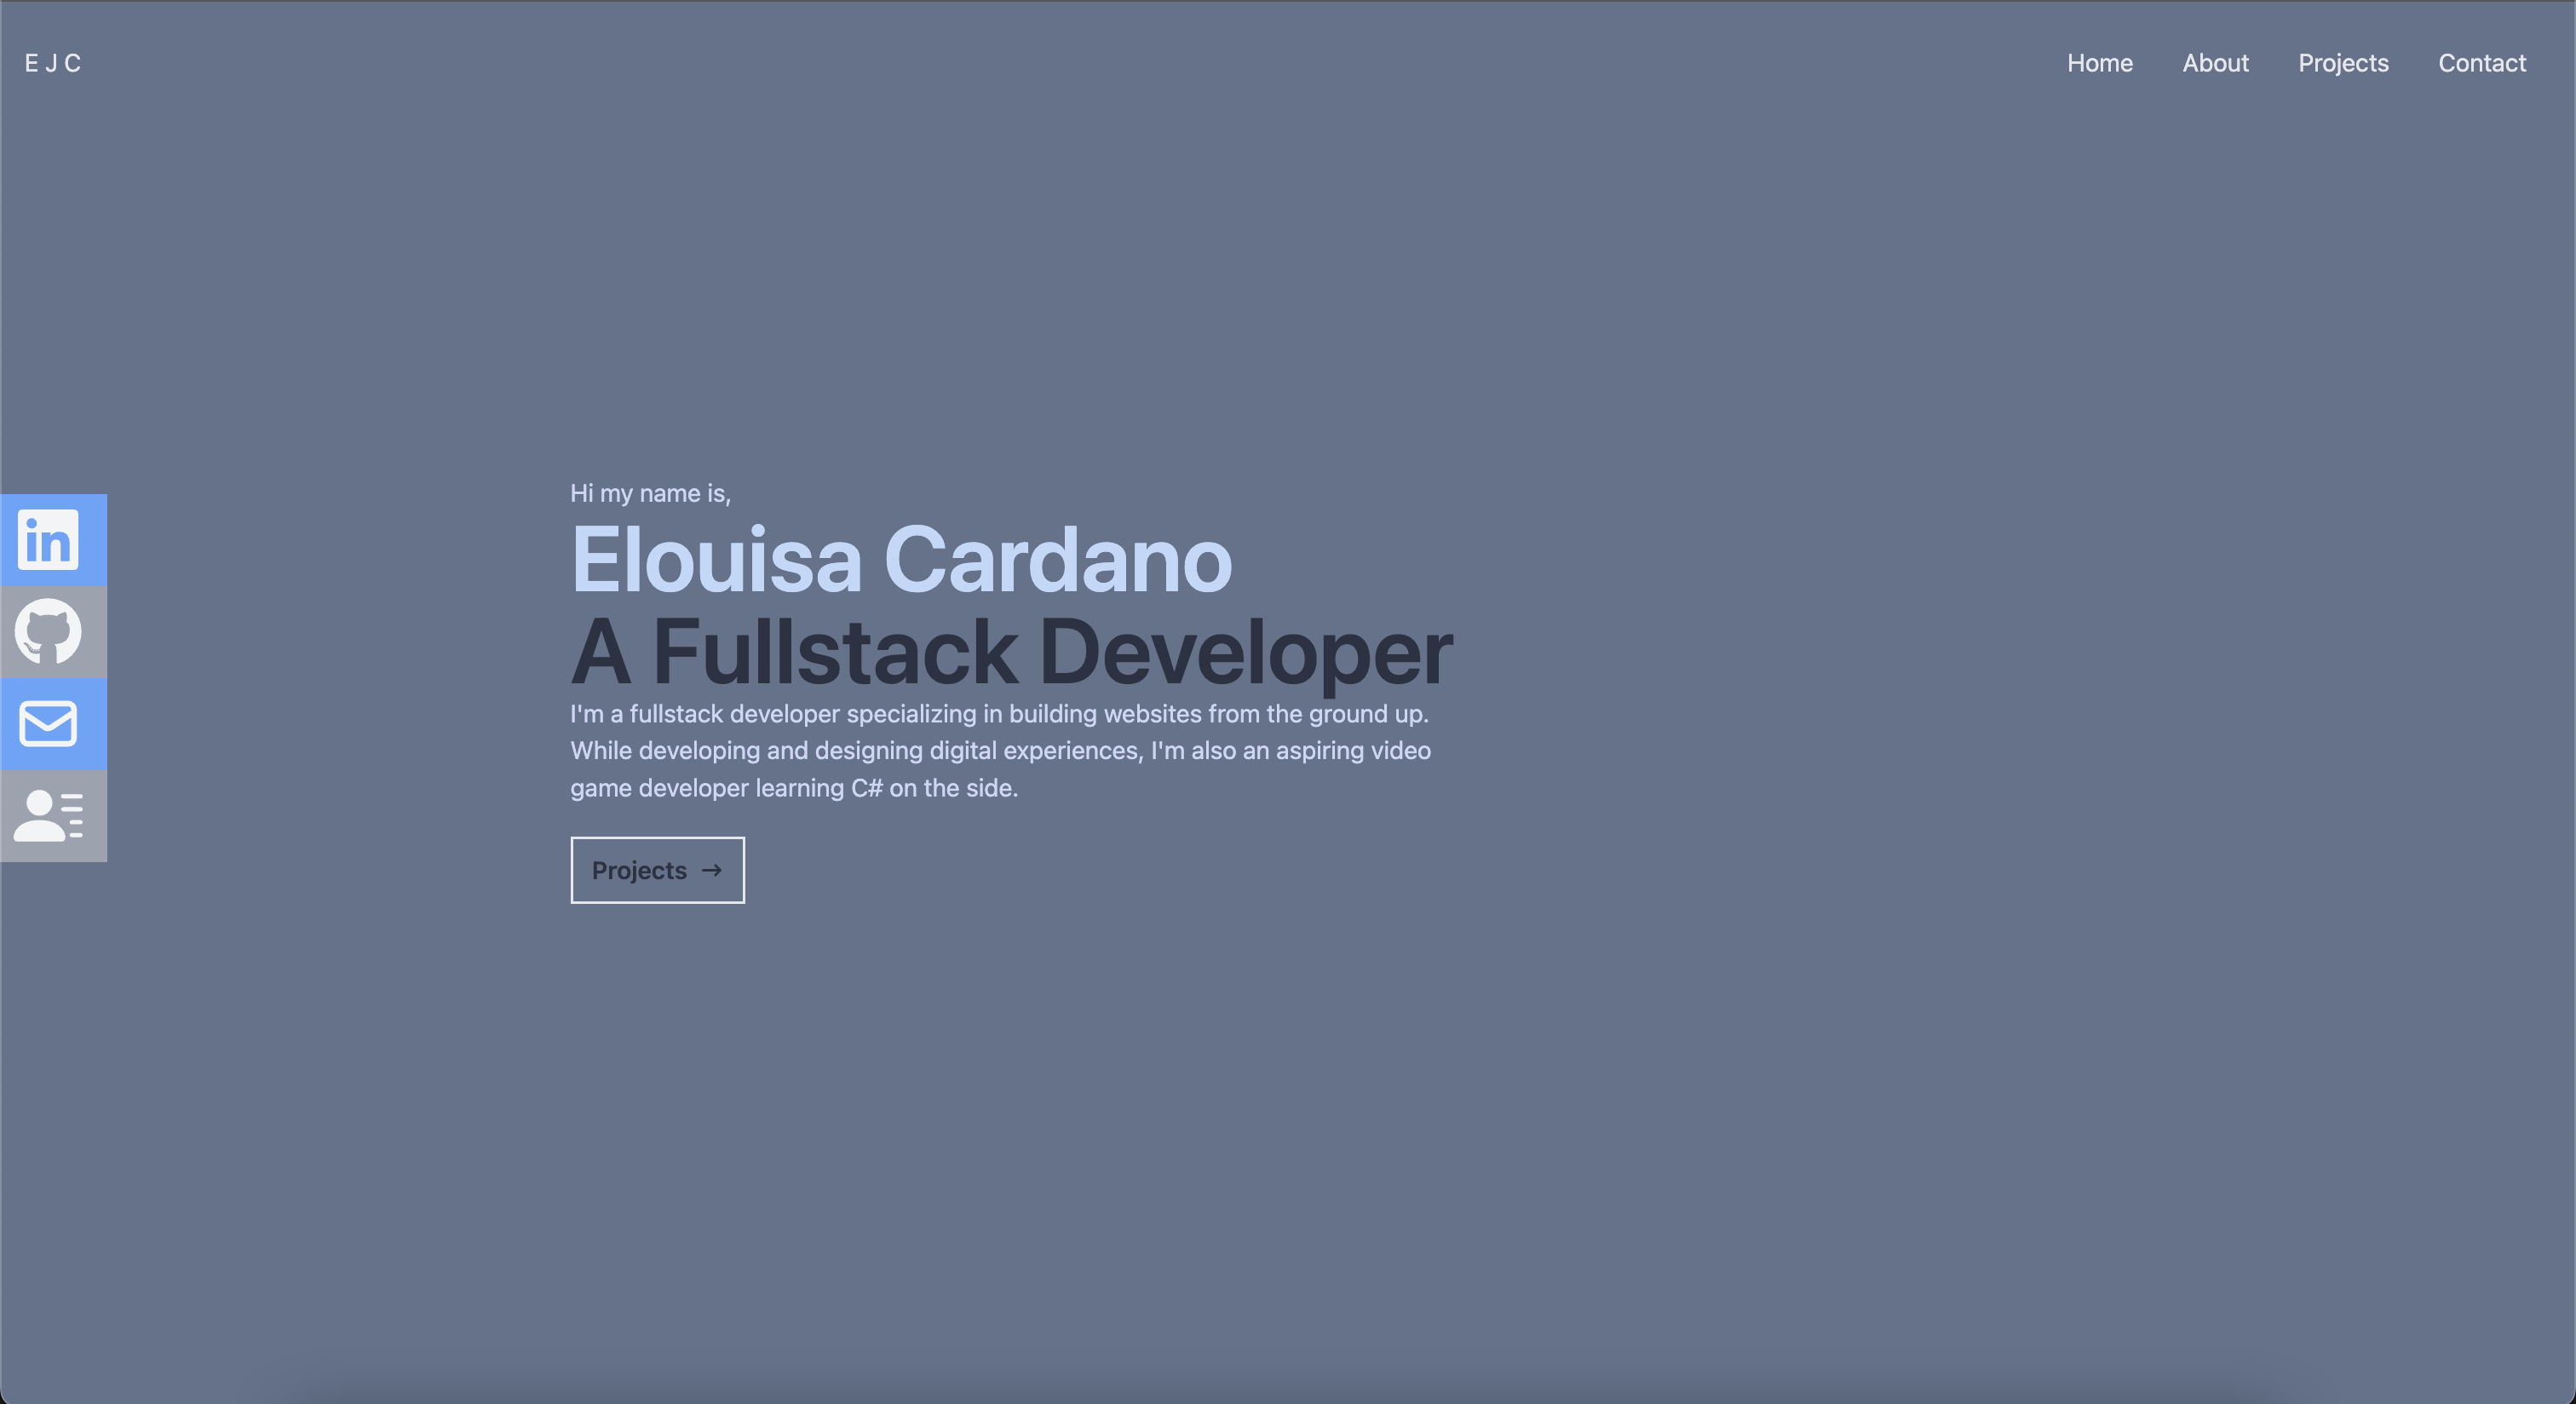 E J C
Home About Projects Contact
Hi my name is,
Elouisa Cardano
A Fullstack Developer
I'm a fullstack developer specializing in building websites from the ground up.
While developing and designing digital experiences, I'm also an aspiring video
game developer learning C# on the side.
in
Projects →